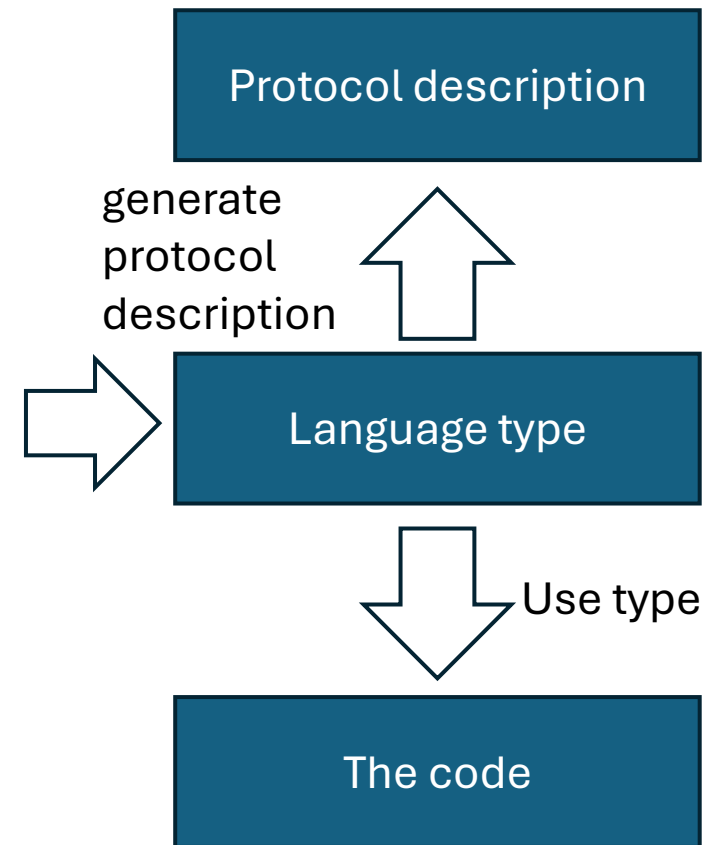 Protocol description
generate
protocol
description
Language type
Use type
The code